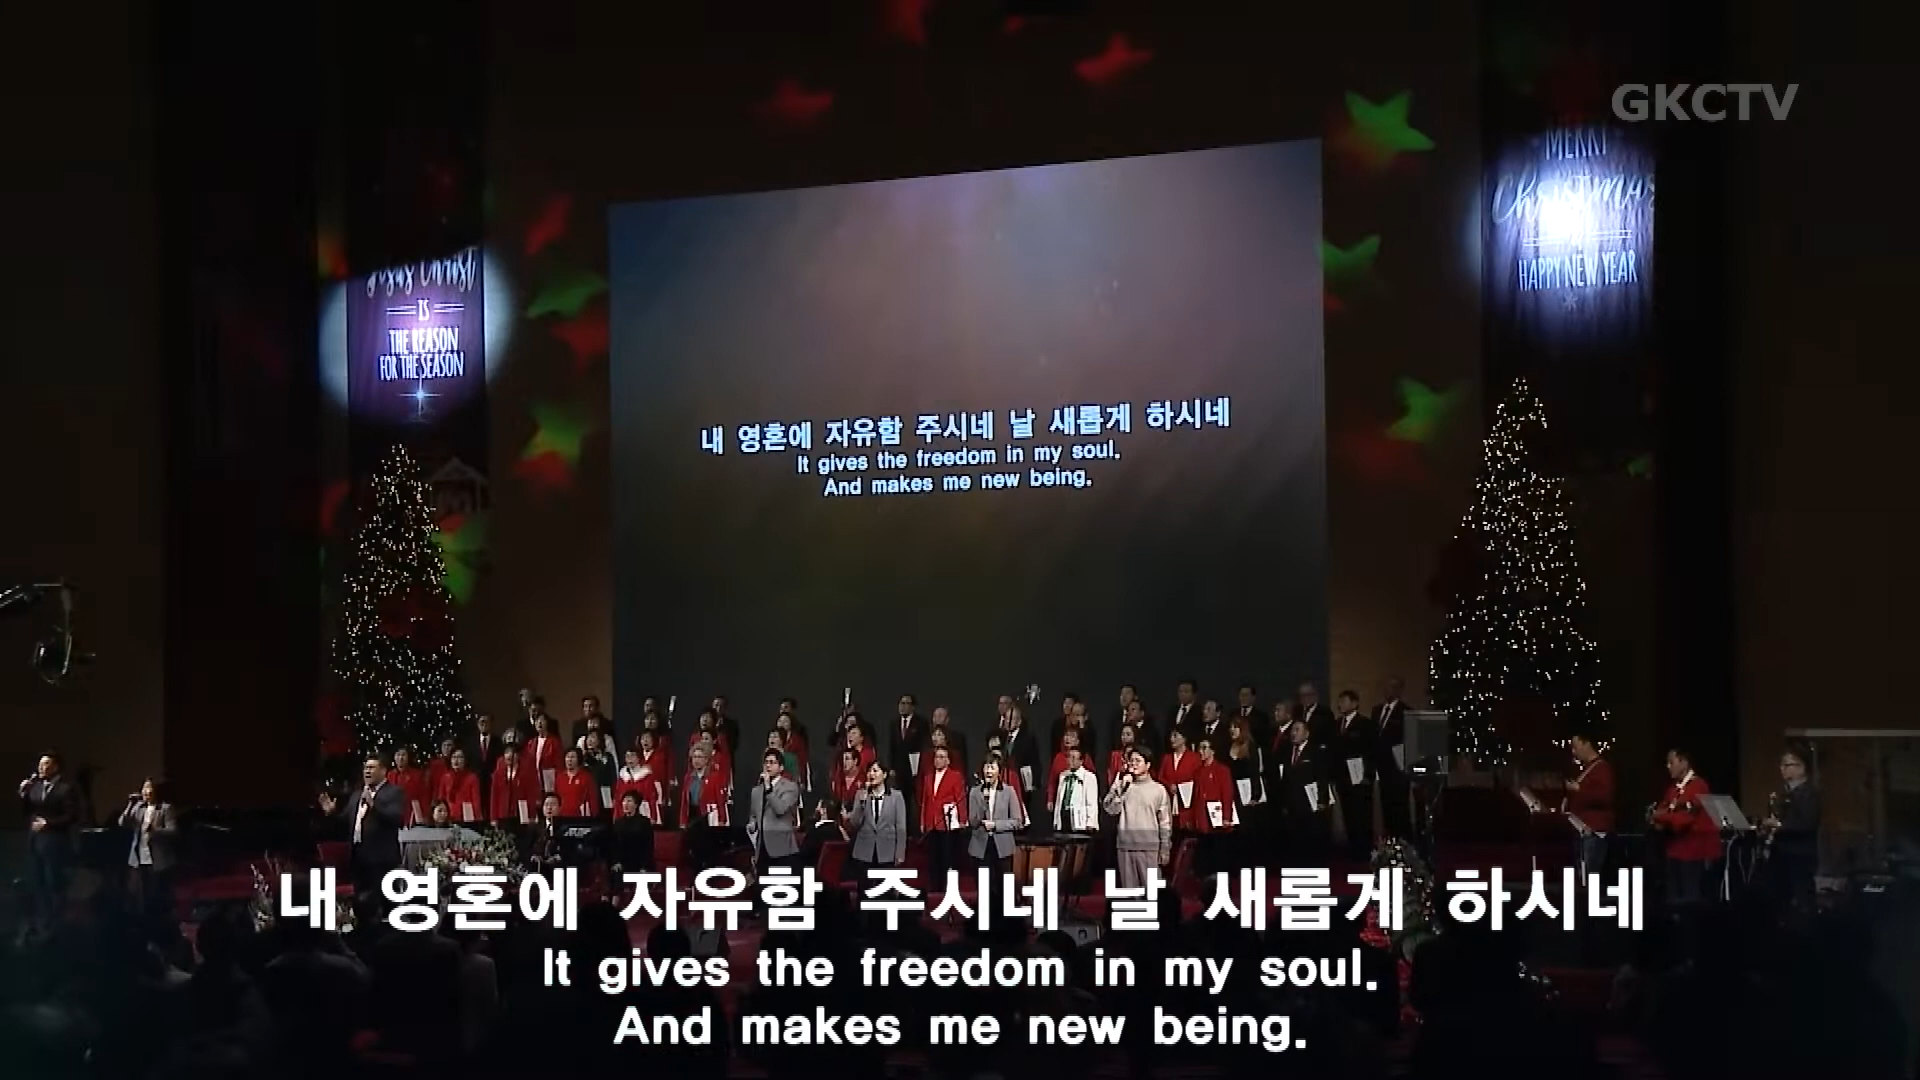 GKCTV
MERRY
Christmas
HAPPY NEW YEAR
Jesus Christ
IS
THE REASON
FOR THE SEASON
내 영혼에 자유함 주시네 날 새롭게 하시네
It gives the freedom in my soul.
And makes me new being.
내 영혼에 자유함 주시네 날 새롭게 하시네
It gives the freedom in my soul.
And makes me new being.